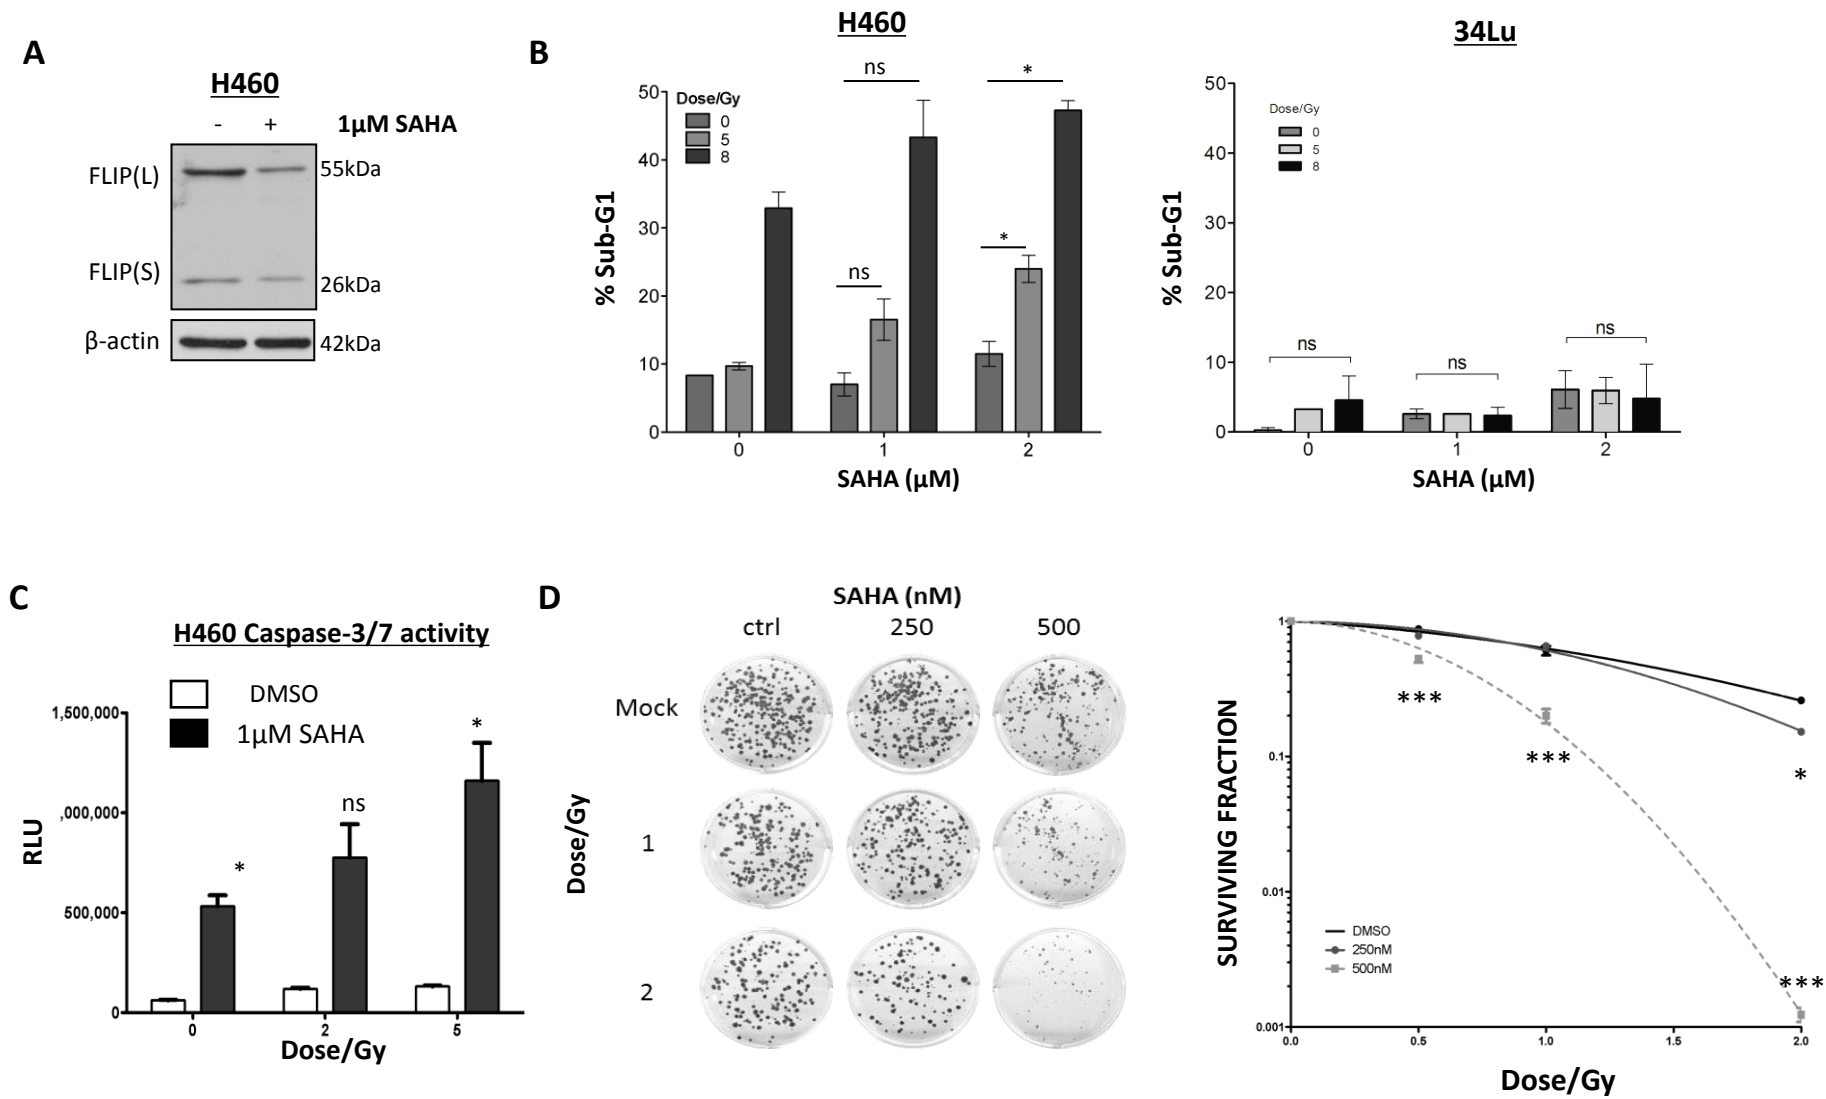 A
H460
- + 1µM SAHA
FLIP(L) 55kDa
FLIP(S) 26kDa
β-actin 42kDa
B
H460
ns *
50
40
30
20
10
0
Dose/Gy
0
5
8
ns *
% Sub-G1
0 1 2
SAHA (µM)
34Lu
50
40
30
20
10
0
Dose/Gy
0
5
8
ns ns ns
% Sub-G1
0 1 2
SAHA (µM)
C
H460 Caspase-3/7 activity
DMSO
1µM SAHA
1,500,000
,000,000
500,000
0
* ns *
RLU
0 2 5
Dose/Gy
D
SAHA (nM)
ctrl 250 500
Mock
1
2
Dose/Gy
1
0.1
0.01
0.001
SURVIVING FRACTION
***
***
*
***
DMSO
250nM
500nM
0.0 0.5 1.0 1.5 2.0
Dose/Gy